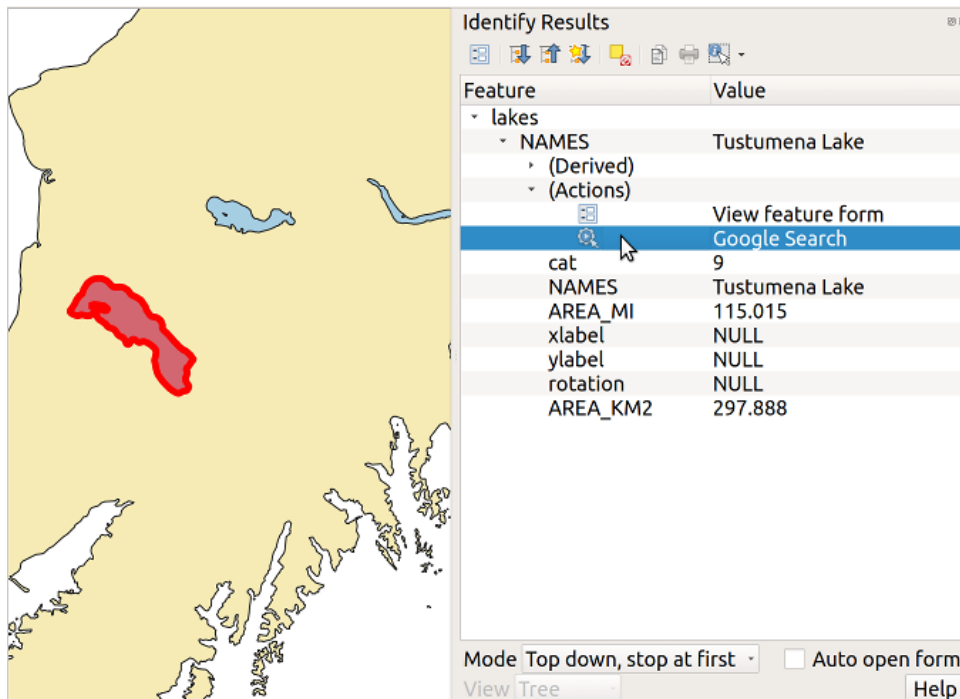 Identify Results
Feature Value
lakes
NAMES Tustumena Lake
(Derived)
(Actions)
View feature form
Google Search
cat 9
NAMES Tustumena Lake
AREA_MI 115.015
xlabel NULL
ylabel NULL
rotation NULL
AREA_KM2 297.888
Mode Top down, stop at first Auto open form
View Tree Help